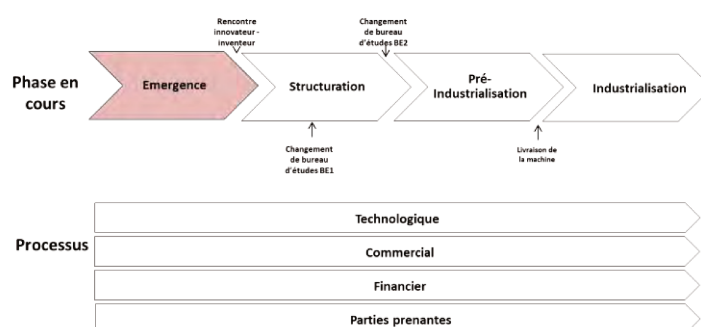 Rencontre
innovateur -
inventeur
Changement
de bureau
d'études BE2
Phase en
cours
Emergence
Structuration
Pré-
Industrialisation
Industrialisation
Changement
de bureau
d'études BE1
Livraison de
la machine
Processus
Technologique
Commercial
Financier
Parties prenantes